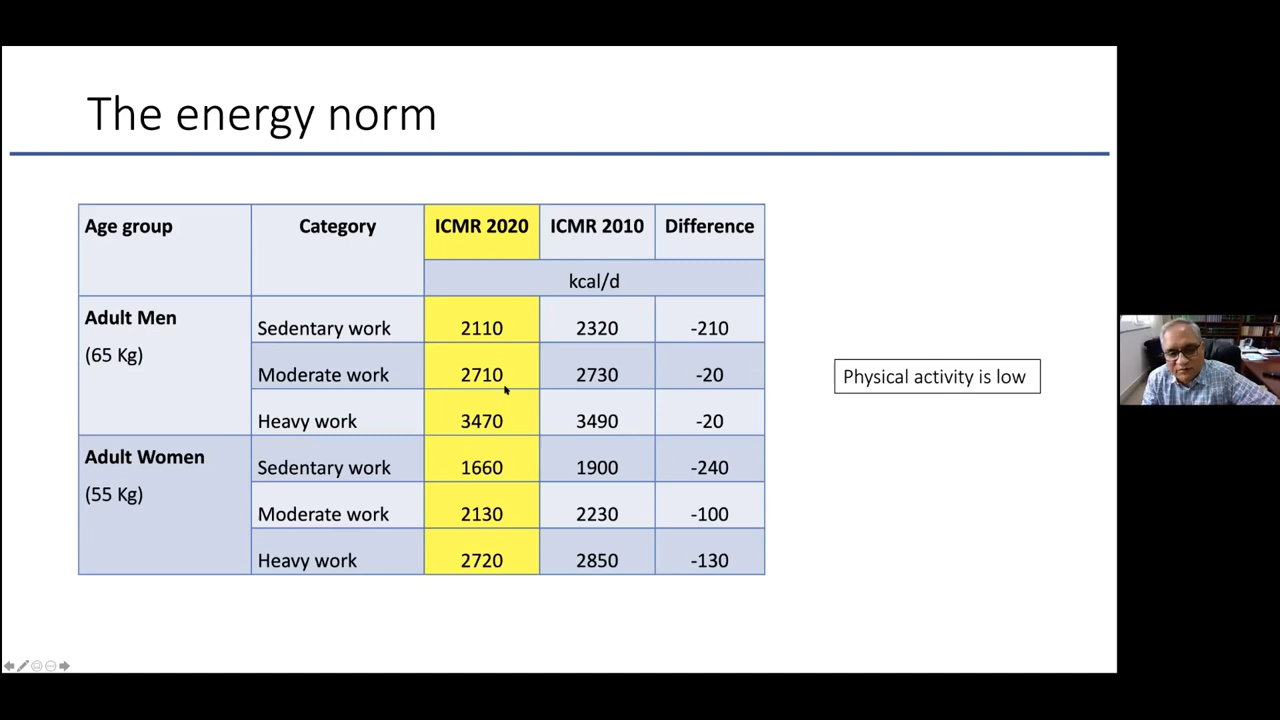 The energy norm
Age group Category ICMR 2020 ICMR 2010 Difference
kcal/d
Adult Men
(65 Kg)
Sedentary work 2110 2320 -210
Moderate work 2710 2730 -20
Heavy work 3470 3490 -20
Adult Women
(55 Kg)
Sedentary work 1660 1900 -240
Moderate work 2130 2230 -100
Heavy work 2720 2850 -130
Physical activity is low